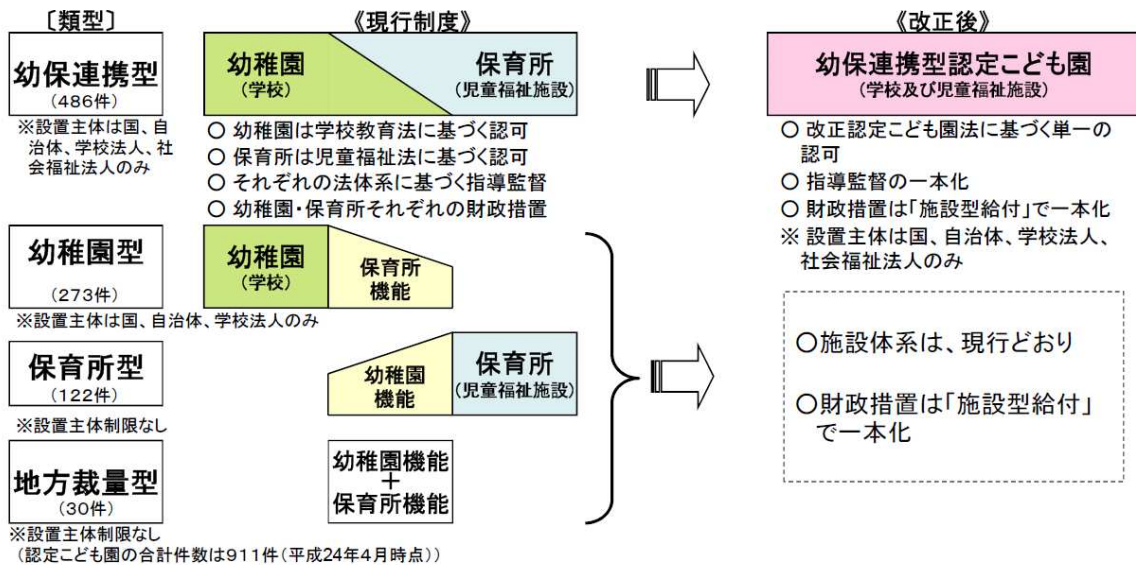 〔類型〕
《現行制度》
《改正後》
幼保連携型
(486件)
※設置主体は国、自
治体、学校法人、社
会福祉法人のみ
幼稚園
(学校)
保育所
(児童福祉施設)
○ 幼稚園は学校教育法に基づく認可
○ 保育所は児童福祉法に基づく認可
○ それぞれの法体系に基づく指導監督
○ 幼稚園・保育所それぞれの財政措置
幼保連携型認定こども園
(学校及び児童福祉施設)
○ 改正認定こども園法に基づく単一の
認可
○ 指導監督の一本化
○ 財政措置は「施設型給付」で一本化
※ 設置主体は国、自治体、学校法人、
社会福祉法人のみ
幼稚園型
(273件)
※設置主体は国、自治体、学校法人のみ
幼稚園
(学校)
保育所
機能
保育所型
(122件)
※設置主体制限なし
幼稚園
機能
保育所
(児童福祉施設)
地方裁量型
(30件)
※設置主体制限なし
幼稚園機能
+
保育所機能
(認定こども園の合計件数は911件(平成24年4月時点))
○施設体系は、現行どおり
○財政措置は「施設型給付」
で一本化